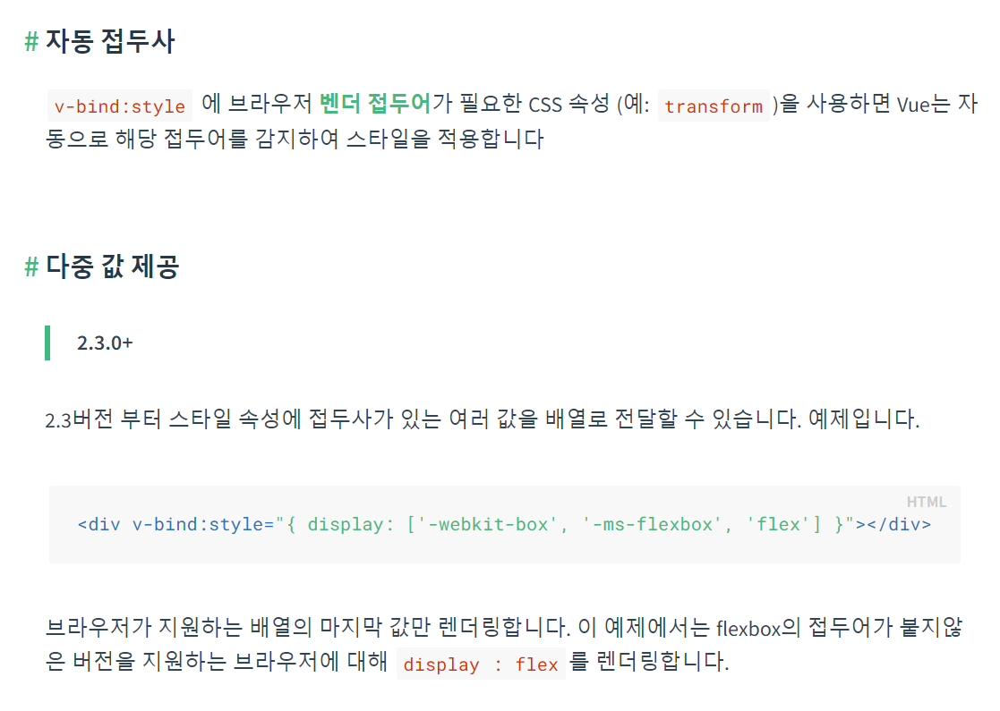 # 자동 접두사
v-bind:style 에 브라우저 벤더 접두어가 필요한 CSS 속성 (예: transform )을 사용하면 Vue는 자
동으로 해당 접두어를 감지하여 스타일을 적용합니다
# 다중 값 제공
2.3.0+
2.3버전 부터 스타일 속성에 접두사가 있는 여러 값을 배열로 전달할 수 있습니다. 예제입니다.
HTML
<div v-bind:style="{ display: ['-webkit-box', '-ms-flexbox', 'flex'] }"></div>
브라우저가 지원하는 배열의 마지막 값만 렌더링합니다. 이 예제에서는 flexbox의 접두어가 붙지않
은 버전을 지원하는 브라우저에 대해 display : flex 를 렌더링합니다.